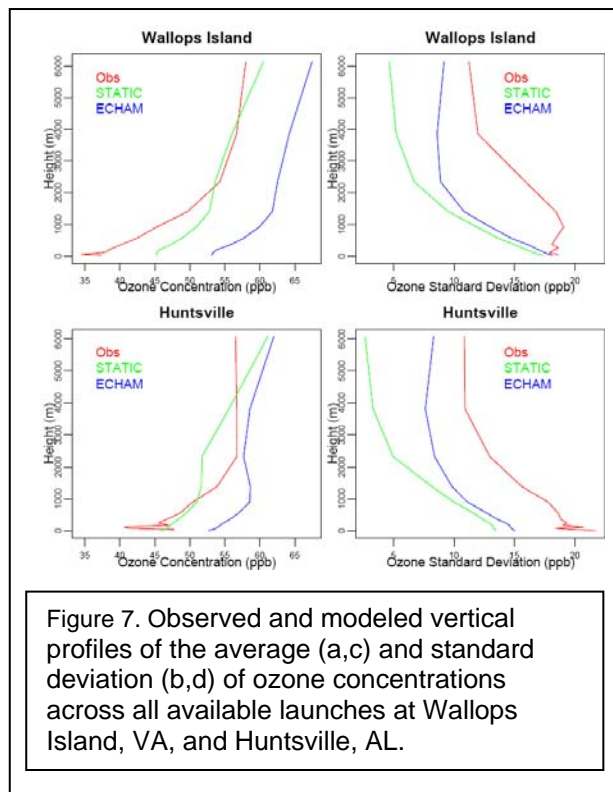 Wallops Island
Wallops Island
Height (m)
0 1000 2000 3000 4000 5000 6000
Obs
STATIC
ECHAM
35 40 45 50 55 60 65
Ozone Concentration (ppb)
Height (m)
0 1000 2000 3000 4000 5000 6000
Obs
STATIC
ECHAM
5 10 15 20
Ozone Standard Deviation (ppb)
Huntsville
Huntsville
Height (m)
0 1000 2000 3000 4000 5000 6000
Obs
STATIC
ECHAM
35 40 45 50 55 60 65
Ozone Concentration (ppb)
Height (m)
0 1000 2000 3000 4000 5000 6000
Obs
STATIC
ECHAM
5 10 15 20
Ozone Standard Deviation (ppb)
Figure 7. Observed and modeled vertical
profiles of the average (a,c) and standard
deviation (b,d) of ozone concentrations
across all available launches at Wallops
Island, VA, and Huntsville, AL.